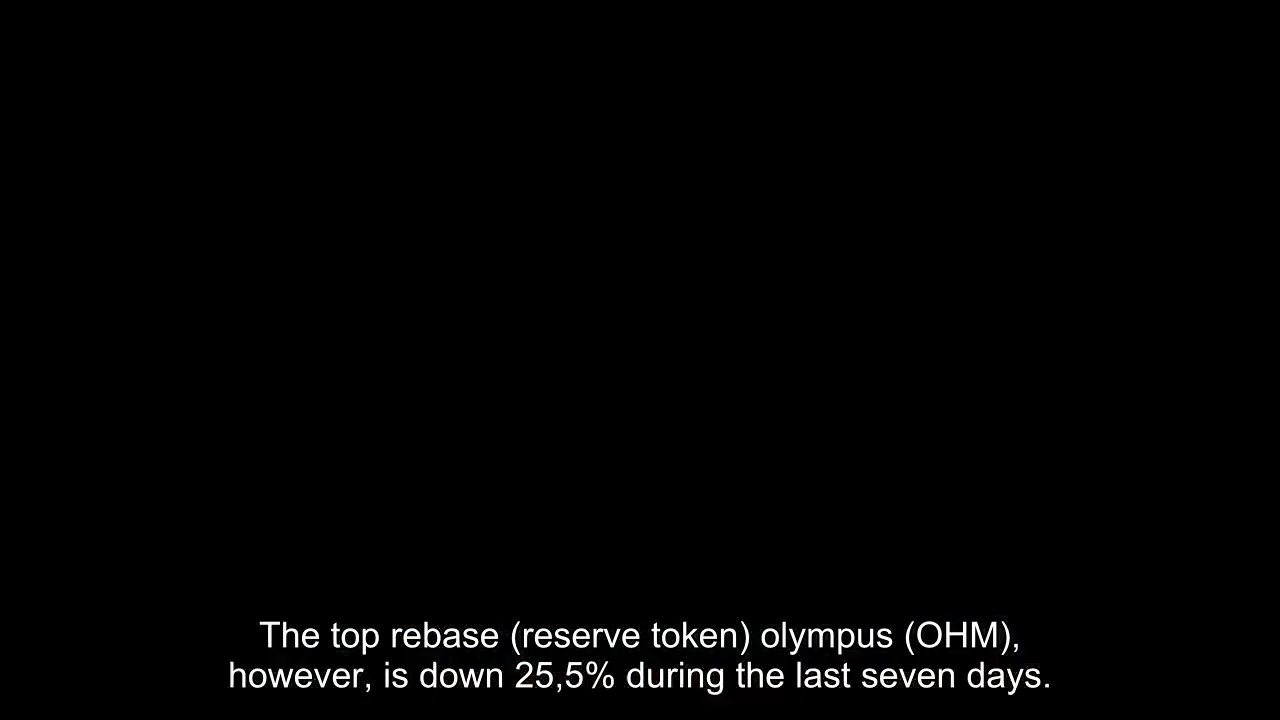 The top rebase (reserve token) olympus (OHM),
however, is down 25,5% during the last seven days.